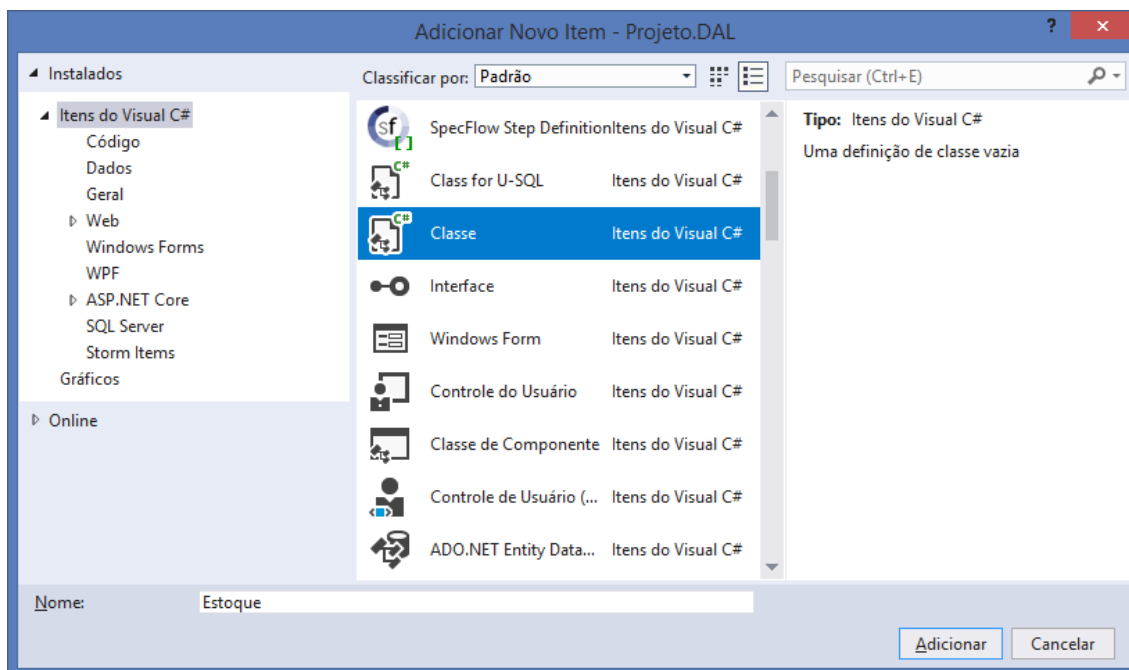 Adicionar Novo Item - Projeto.DAL
?
Instalados
Classificar por: Padrão
Pesquisar (Ctrl+E)
Itens do Visual C#
Código
Dados
Geral
Web
Windows Forms
WPF
ASP.NET Core
SQL Server
Storm Items
Gráficos
Online
SpecFlow Step Definition Itens do Visual C#
Class for U-SQL Itens do Visual C#
Classe Itens do Visual C#
Interface Itens do Visual C#
Windows Form Itens do Visual C#
Controle do Usuário Itens do Visual C#
Classe de Componente Itens do Visual C#
Controle de Usuário (... Itens do Visual C#
ADO.NET Entity Data... Itens do Visual C#
Tipo: Itens do Visual C#
Uma definição de classe vazia
Nome: Estoque
Adicionar Cancelar